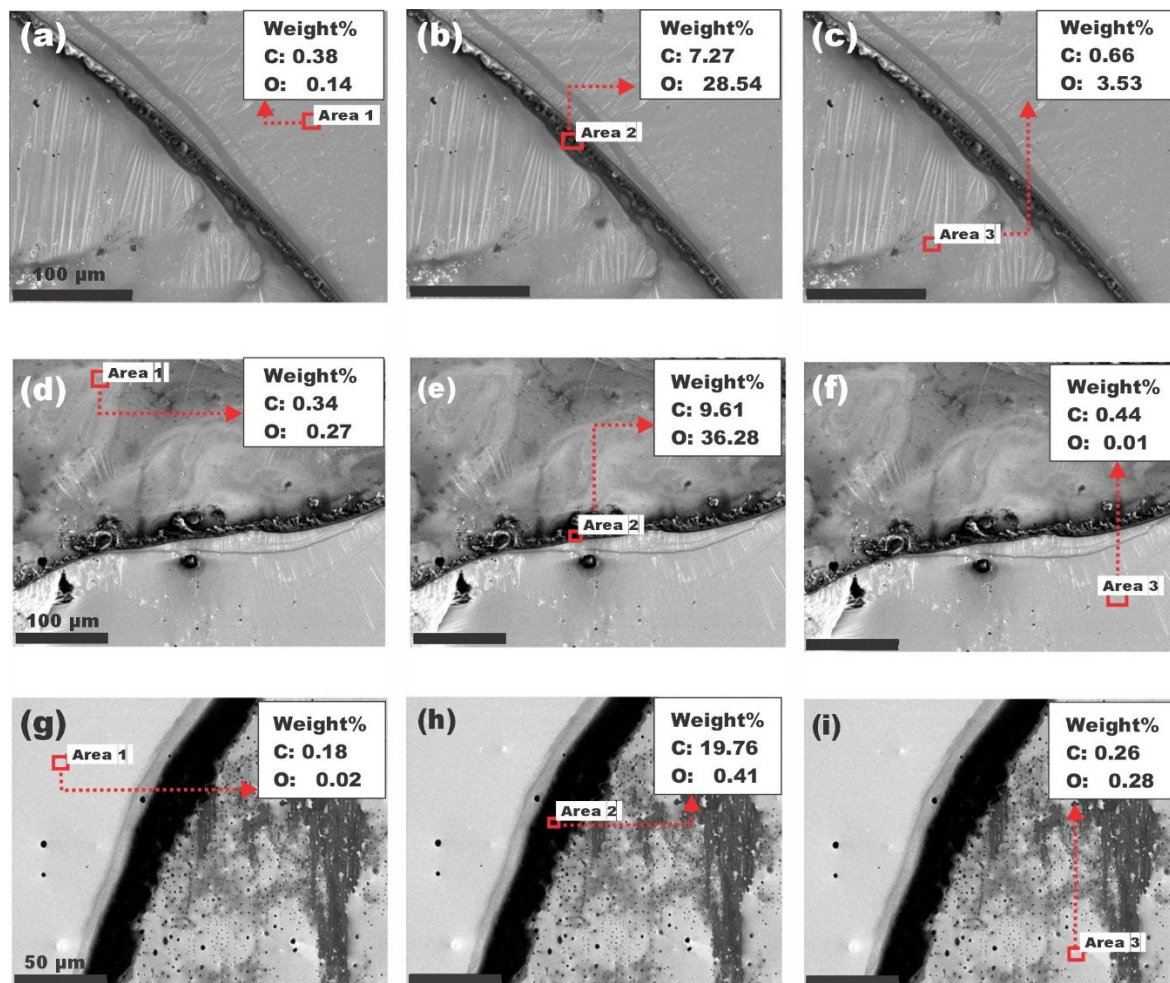 (a)
Weight%
C: 0.38
O: 0.14
Area 1
100 µm
(b)
Weight%
C: 7.27
O: 28.54
Area 2
(c)
Weight%
C: 0.66
O: 3.53
Area 3
(d)
Area 1
Weight%
C: 0.34
O: 0.27
100 µm
(e)
Weight%
C: 9.61
O: 36.28
Area 2
(f)
Weight%
C: 0.44
O: 0.01
Area 3
(g)
Weight%
Area 1
C: 0.18
O: 0.02
50 µm
(h)
Weight%
C: 19.76
O: 0.41
Area 2
(i)
Weight%
C: 0.26
O: 0.28
Area 3